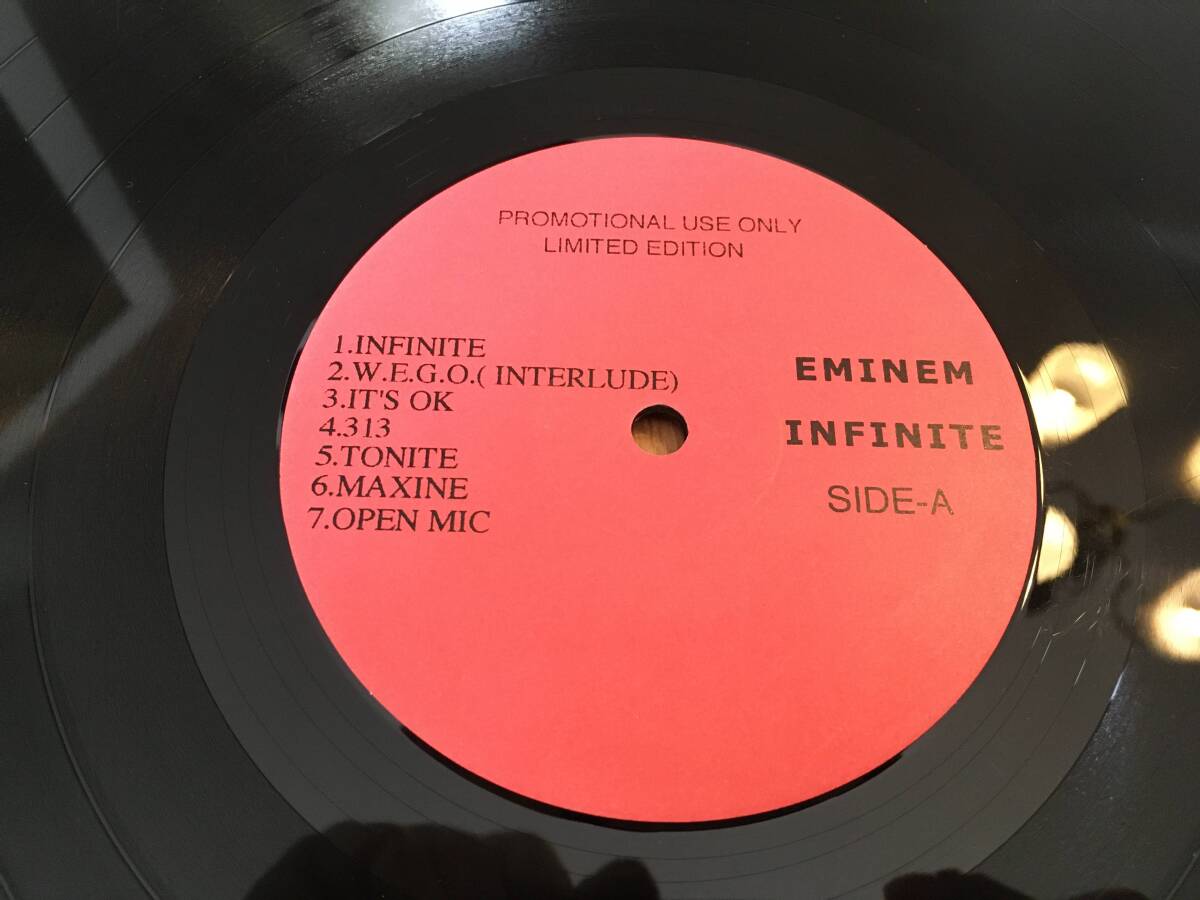 PROMOTIONAL USE ONLY
LIMITED EDITION
1.INFINITE
2.W.E.G.O.( INTERLUDE)
3.IT'S OK
4.313
5.TONITE
6.MAXINE
7.OPEN MIC
EMINEM
INFINITE
SIDE-A